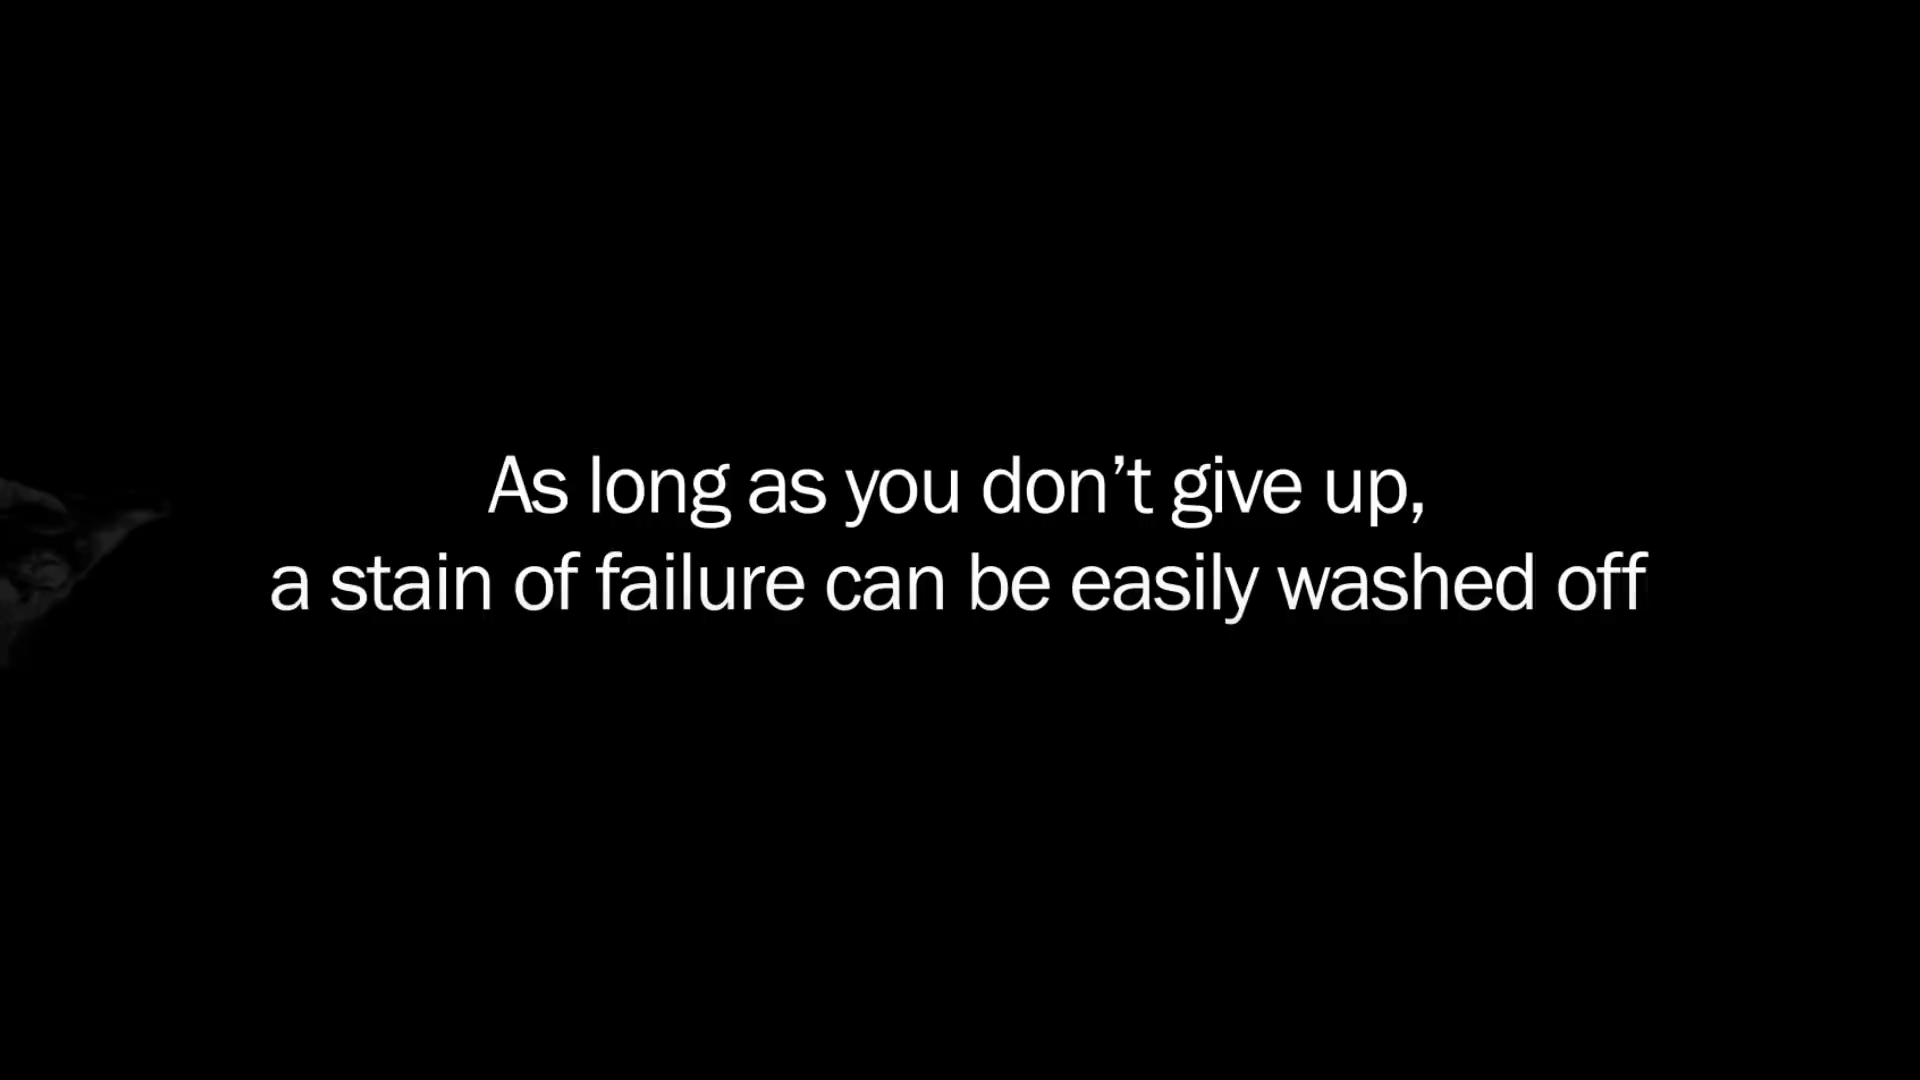 As long as you don’t give up,
a stain of failure can be easily washed off